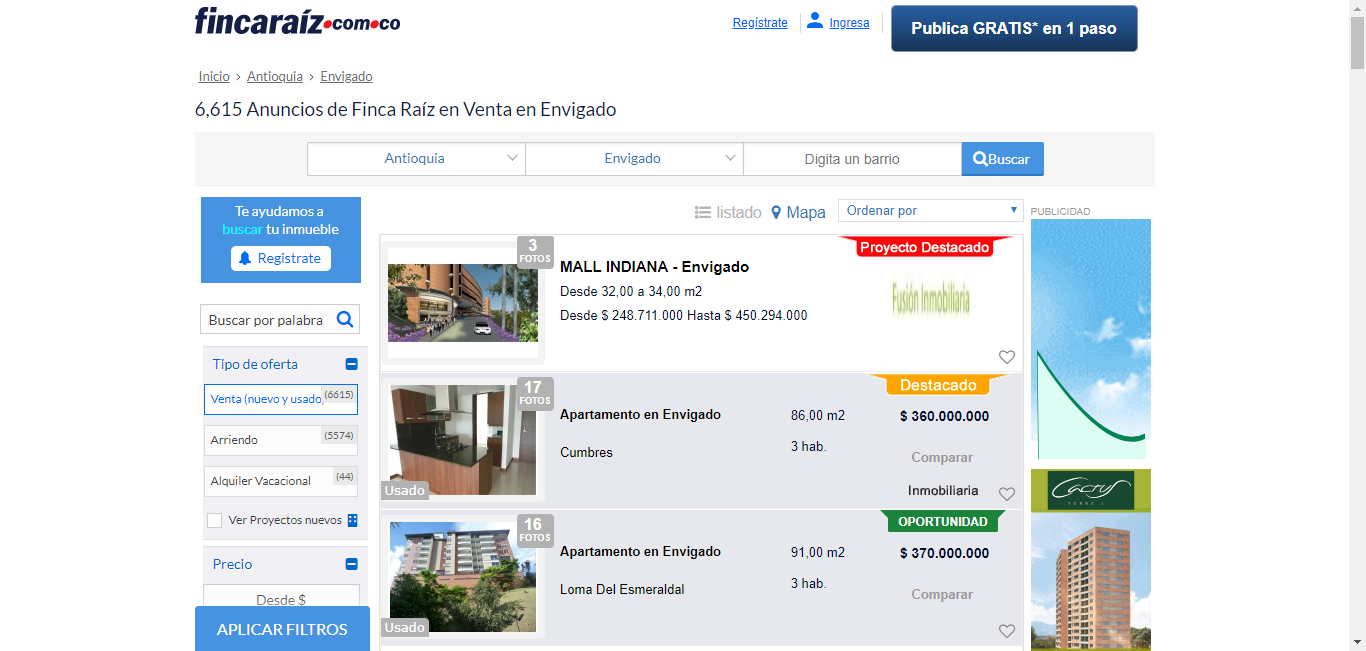 fincaraíz.com.co
Regístrate
Ingresa
Publica GRATIS* en 1 paso
Inicio > Antioquia > Envigado
6,615 Anuncios de Finca Raíz en Venta en Envigado
Antioquia
Envigado
Digita un barrio
Buscar
Te ayudamos a
buscar tu inmueble
Registrate
Buscar por palabra
Tipo de oferta
Venta (nuevo y usado)
(6615)
Arriendo
(5574)
Alquiler Vacacional
(44)
Ver Proyectos nuevos
Precio
Desde $
APLICAR FILTROS
listado
Mapa
Ordenar por
PUBLICIDAD
3
FOTOS
MALL INDIANA - Envigado
Desde 32,00 a 34,00 m2
Desde $ 248.711.000 Hasta $ 450.294.000
Proyecto Destacado
Fusión Inmobiliaria
17
FOTOS
Usado
Apartamento en Envigado
Cumbres
86,00 m2
3 hab.
Destacado
$ 360.000.000
Comparar
Inmobiliaria
16
FOTOS
Usado
Apartamento en Envigado
Loma Del Esmeraldal
91,00 m2
3 hab.
OPORTUNIDAD
$ 370.000.000
Comparar
Cactus